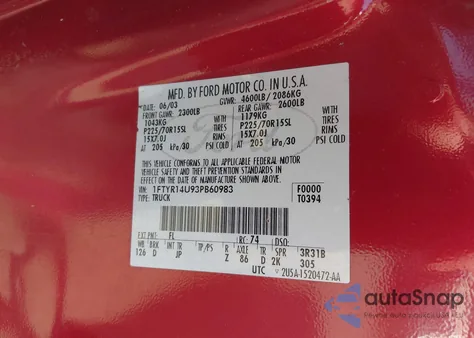 MFD. BY FORD MOTOR CO. IN U.S.A.
DATE: 06/03 GVWR: 4600LB/ 2086KG
FRONT GAWR: 2300LB REAR GAWR: 2600LB
1043KG WITH 1179KG WITH
P225/70R15SL TIRES P225/70R15SL TIRES
15X7.0J RIMS 15X7.0J RIMS
AT 205 kPa/30 PSI COLD AT 205 kPa/30 PSI COLD
THIS VEHICLE CONFORMS TO ALL APPLICABLE FEDERAL MOTOR
VEHICLE SAFETY AND THEFT PREVENTION STANDARDS IN EFFECT
ON THE DATE OF MANUFACTURE SHOWN ABOVE.
VIN: 1FTYR14U93PB60983 F0000
TYPE: TRUCK T0394
EXT PNT: FL RC: 74 DSO:
WB BRK INT TR TP/PS R AXLE TR 3R31B
126 D JP Z 86 D 2K 305
UTC 2U5A-1520472-AA
autoSnap